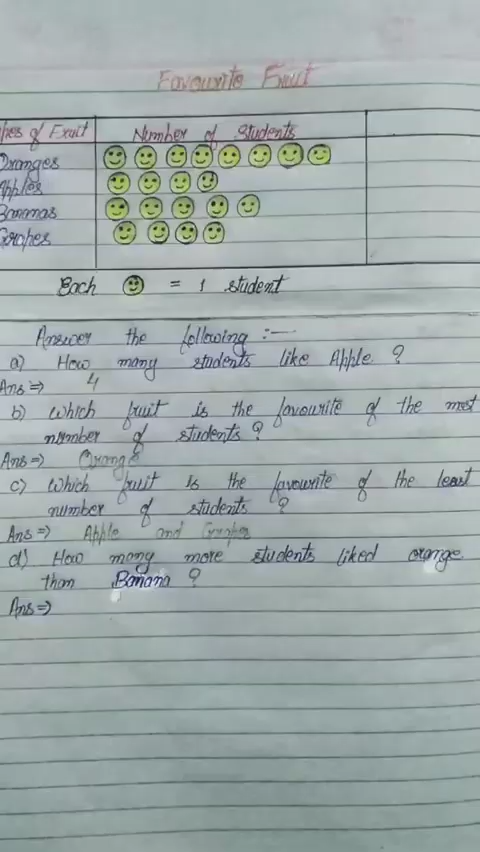 Favourite Fruit
pes of Fruit Number of Students
Oranges
Apples
Bananas
Grapes
Each = 1 student
Answer the following :—
a) How many students like Apple ?
Ans ⇒ 4
b) Which fruit is the favourite of the most
number of students ?
Ans ⇒ Orange
c) Which fruit is the favourite of the least
number of students ?
Ans ⇒ Apple and Grapes
d) How many more students liked orange
than Banana ?
Ans ⇒